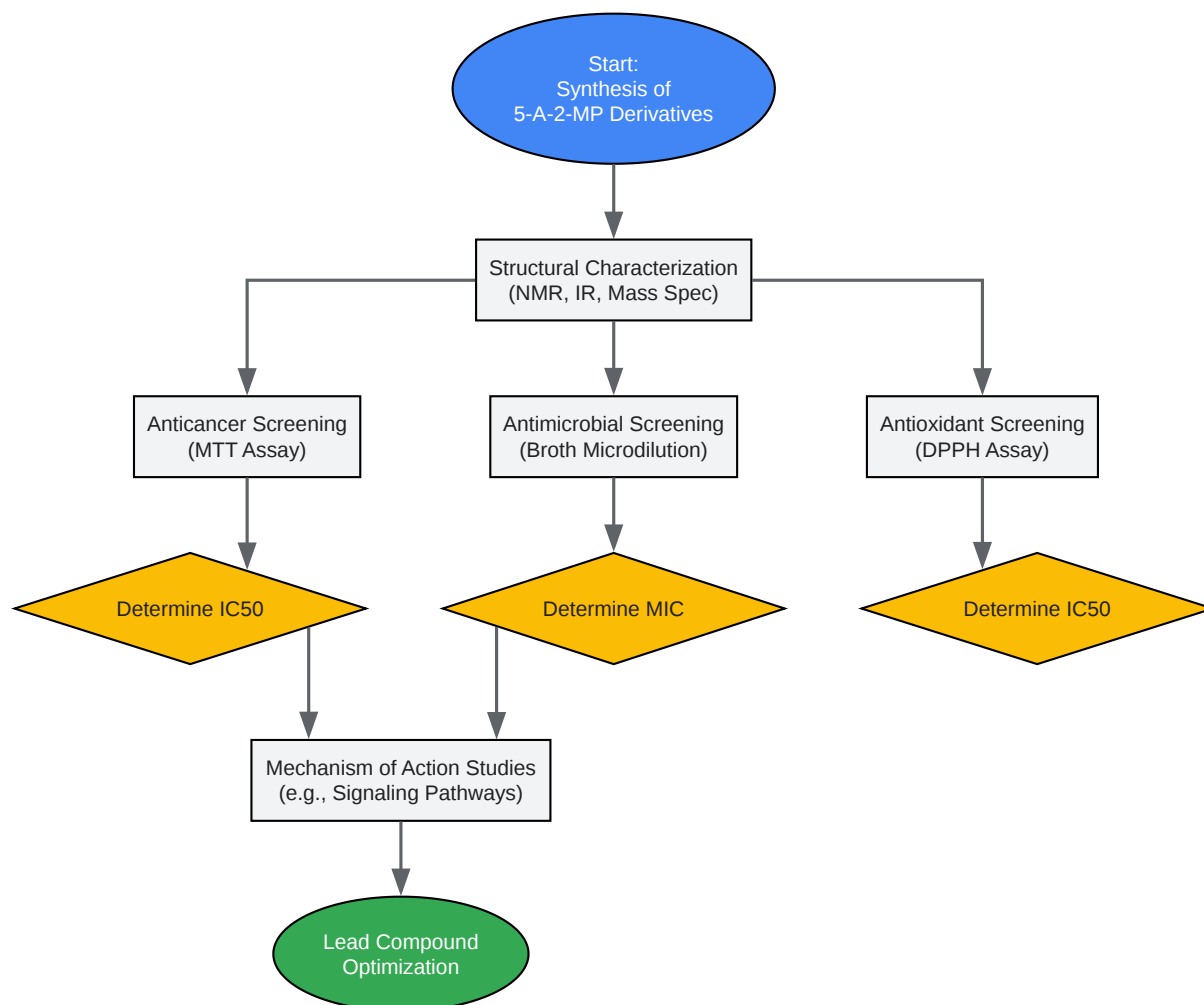 Start:
Synthesis of
5-A-2-MP Derivatives
Structural Characterization
(NMR, IR, Mass Spec)
Anticancer Screening
(MTT Assay)
Antimicrobial Screening
(Broth Microdilution)
Antioxidant Screening
(DPPH Assay)
Determine IC50
Determine MIC
Determine IC50
Mechanism of Action Studies
(e.g., Signaling Pathways)
Lead Compound
Optimization